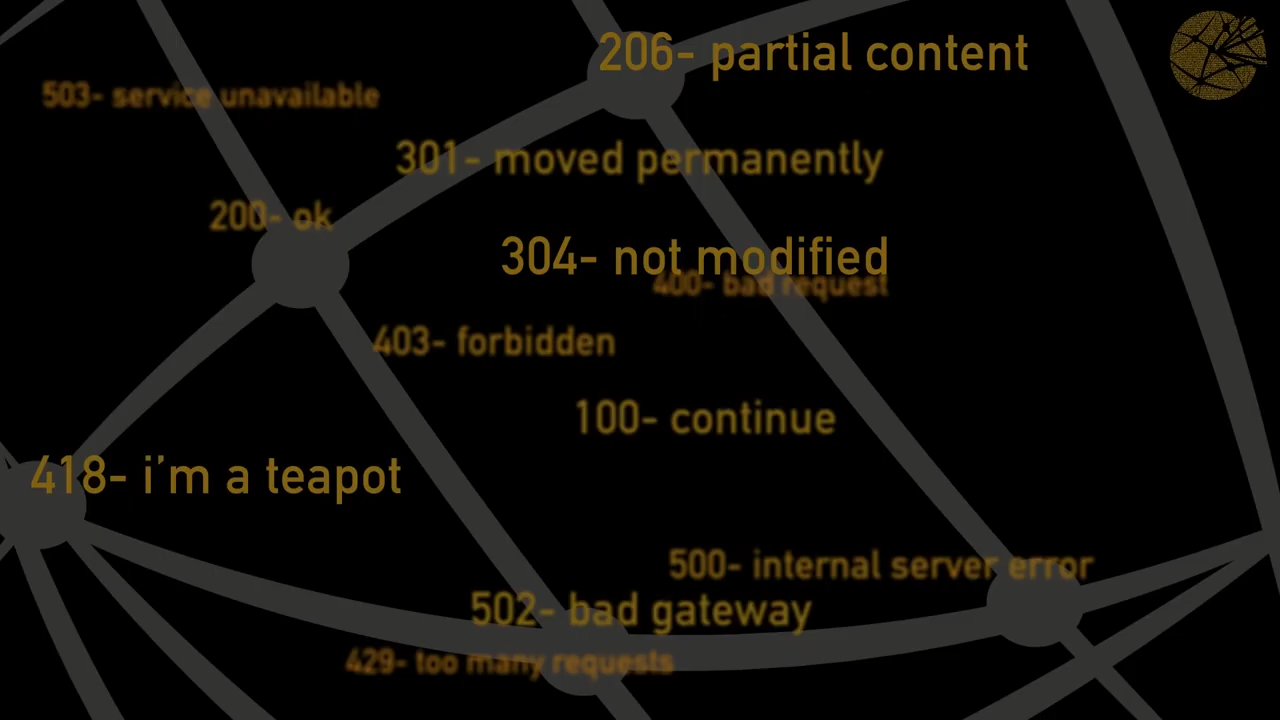 206- partial content
503- service unavailable
301- moved permanently
200- ok
304- not modified
400- bad request
403- forbidden
100- continue
418- i’m a teapot
500- internal server error
502- bad gateway
429- too many requests